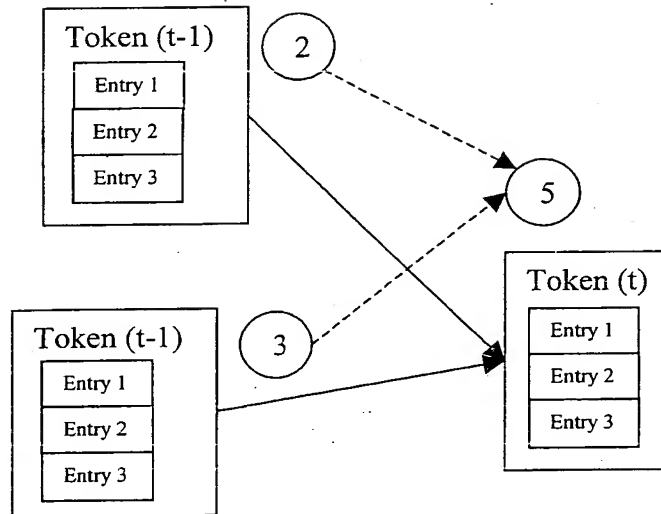 Token (t-1)
Entry 1
Entry 2
Entry 3
2
5
Token (t-1)
Entry 1
Entry 2
Entry 3
3
Token (t)
Entry 1
Entry 2
Entry 3